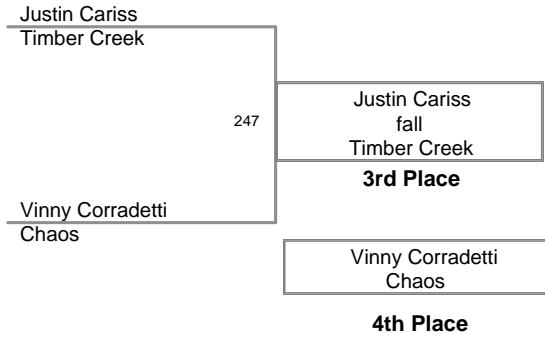 Justin Cariss
Timber Creek
247
Justin Cariss
fall
Timber Creek
3rd Place
Vinny Corradetti
Chaos
Vinny Corradetti
Chaos
4th Place